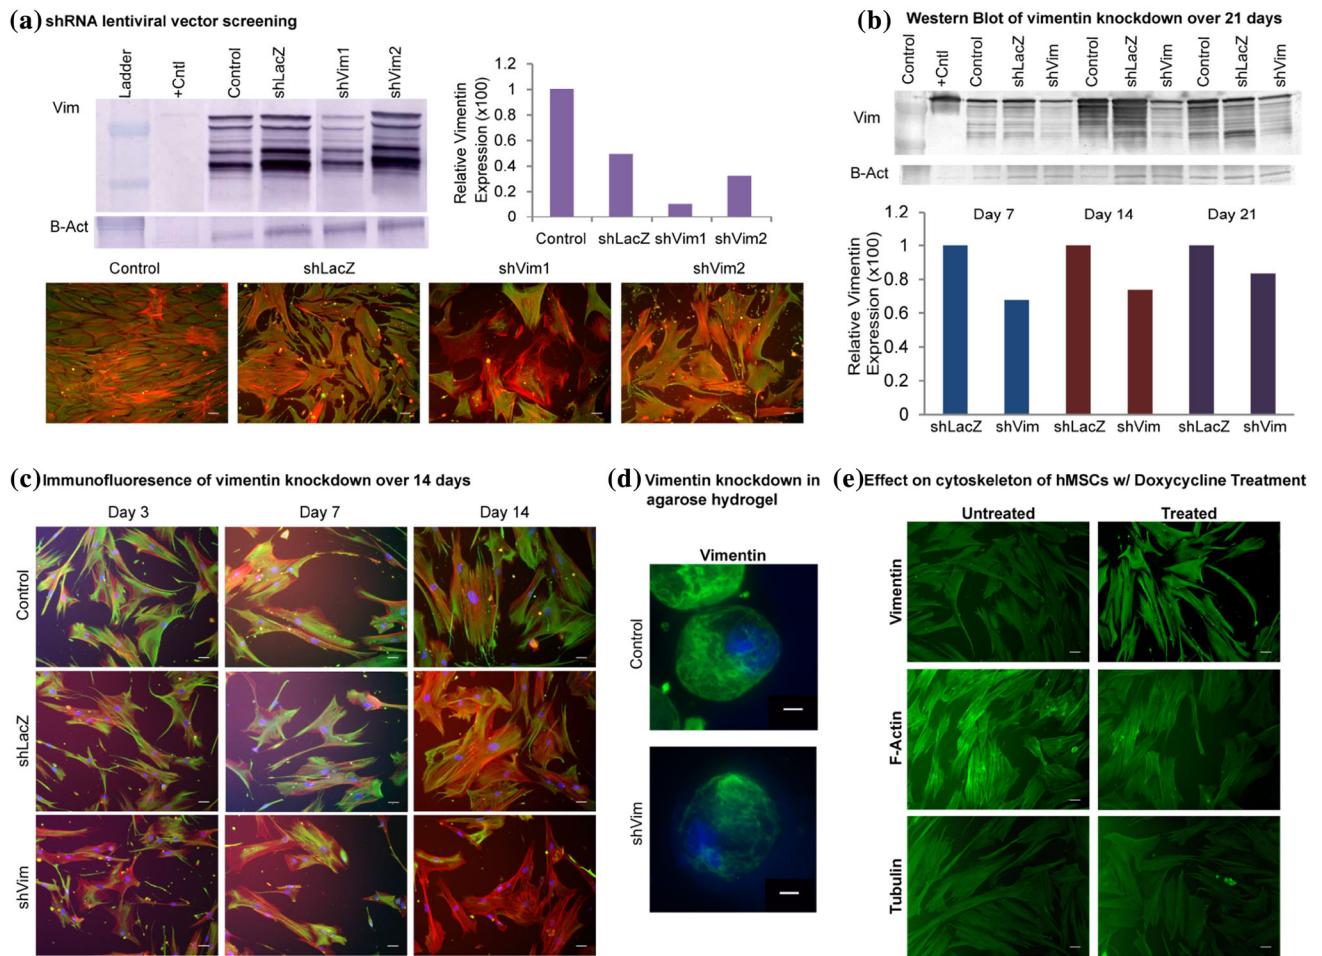 (a) shRNA lentiviral vector screening
Ladder
+Cntl
Control
shLacZ
shVim1
shVim2
Vim
B-Act
Relative Vimentin
Expression (x100)
1.2
1
0.8
0.6
0.4
0.2
0
Control shLacZ shVim1 shVim2
Control
shLacZ
shVim1
shVim2
(b) Western Blot of vimentin knockdown over 21 days
Control
+Cntl
Control
shLacZ
shVim
Control
shLacZ
shVim
Control
shLacZ
shVim
Vim
B-Act
Relative Vimentin
Expression (x100)
1.2
1
0.8
0.6
0.4
0.2
0
Day 7
Day 14
Day 21
shLacZ shVim shLacZ shVim shLacZ shVim
(c) Immunofluoresence of vimentin knockdown over 14 days
Day 3
Day 7
Day 14
Control
shLacZ
shVim
(d) Vimentin knockdown in
agarose hydrogel
Vimentin
Control
shVim
(e) Effect on cytoskeleton of hMSCs w/ Doxycycline Treatment
Untreated
Treated
Vimentin
F-Actin
Tubulin